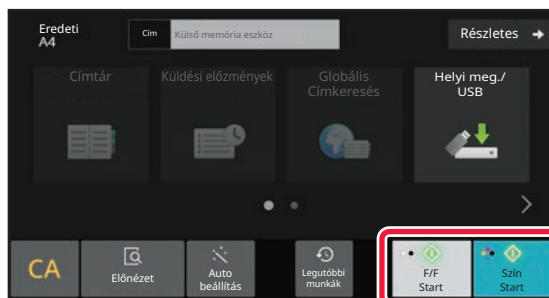 Eredeti
A4
Cím
Külső memória eszköz
Részletes
Címtár
Küldési előzmények
Globális
Címkeresés
Helyi meg./
USB
CA
Előnézet
Auto
beállítás
Legutóbbi
munkák
F/F
Start
Szín
Start